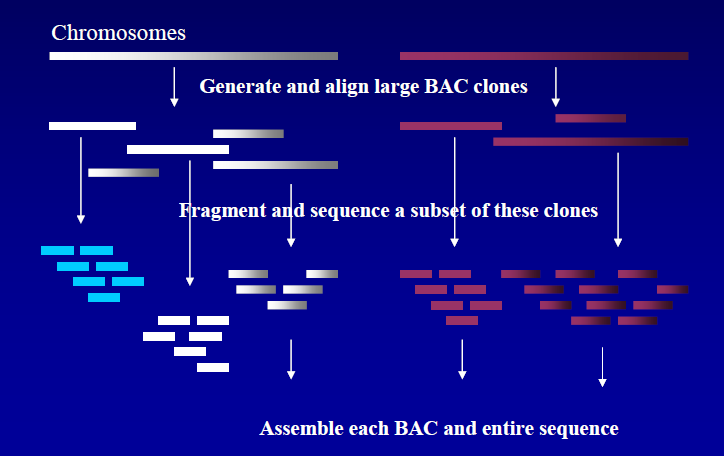 Chromosomes
Generate and align large BAC clones
Fragment and sequence a subset of these clones
Assemble each BAC and entire sequence